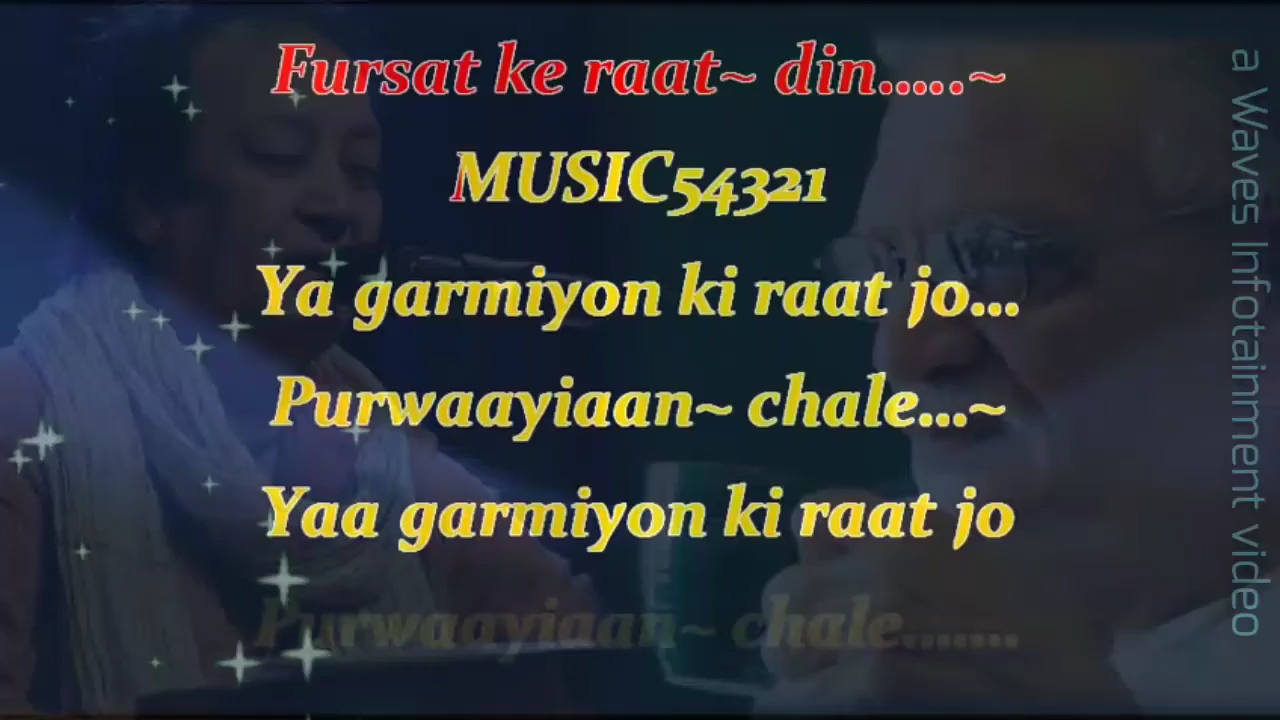 Fursat ke raat~ din.....~
MUSIC54321
Ya garmiyon ki raat jo...
Purwaayiaan~ chale...~
Yaa garmiyon ki raat jo
Purwaayiaan~ chale.......
a Waves Infotainment video